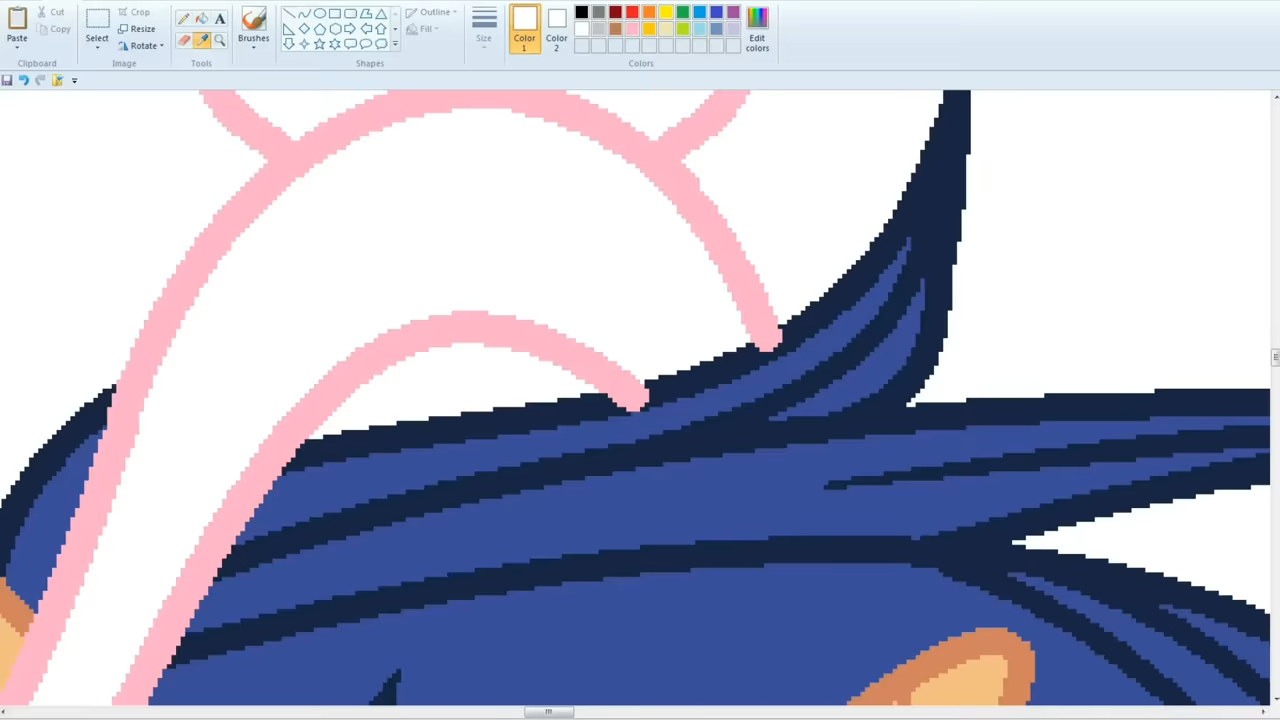 Paste
Cut
Copy
Clipboard
Select
Crop
Resize
Rotate
Image
A
Tools
Brushes
Outline
Fill
Shapes
Size
Color
1
Color
2
Edit
colors
Colors